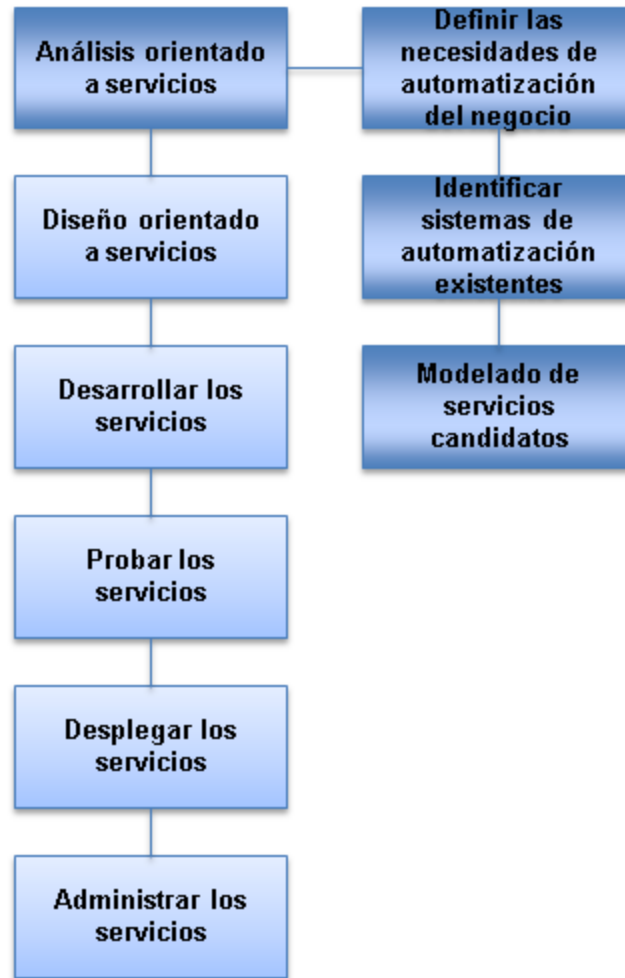 Análisis orientado
a servicios
Definir las
necesidades de
automatización
del negocio
Diseño orientado
a servicios
Identificar
sistemas de
automatización
existentes
Desarrollar los
servicios
Modelado de
servicios
candidatos
Probar los
servicios
Desplegar los
servicios
Administrar los
servicios